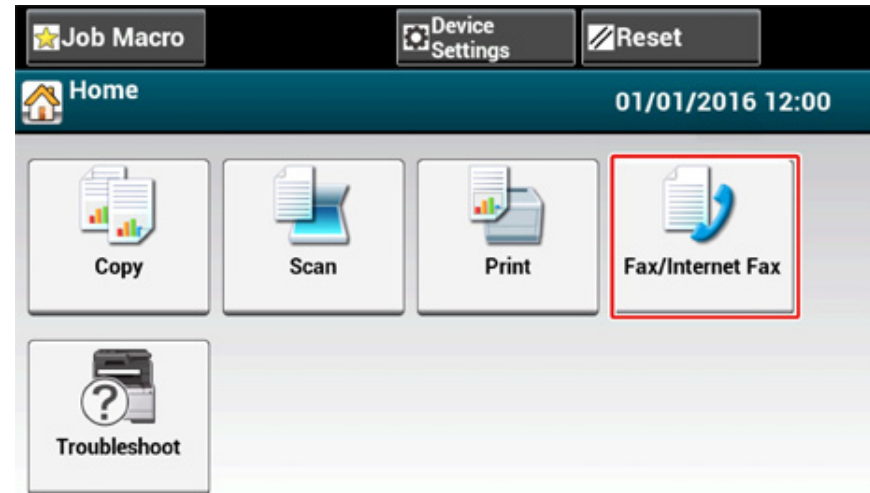 Job Macro
Device
Settings
Reset
Home
01/01/2016 12:00
Copy
Scan
Print
Fax/Internet Fax
?
Troubleshoot